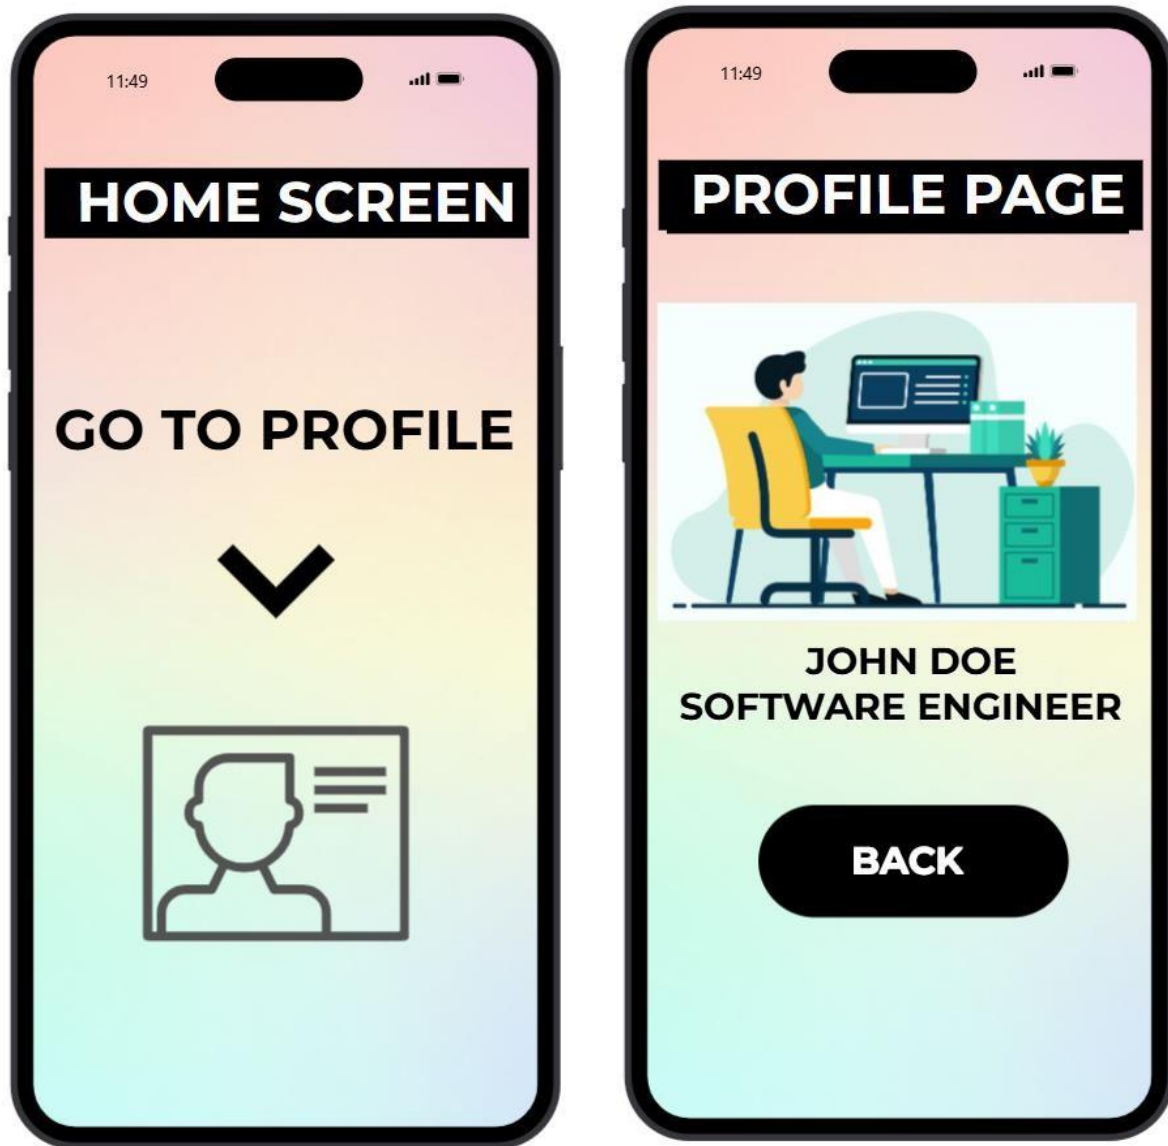 11:49
HOME SCREEN
GO TO PROFILE
11:49
PROFILE PAGE
JOHN DOE
SOFTWARE ENGINEER
BACK